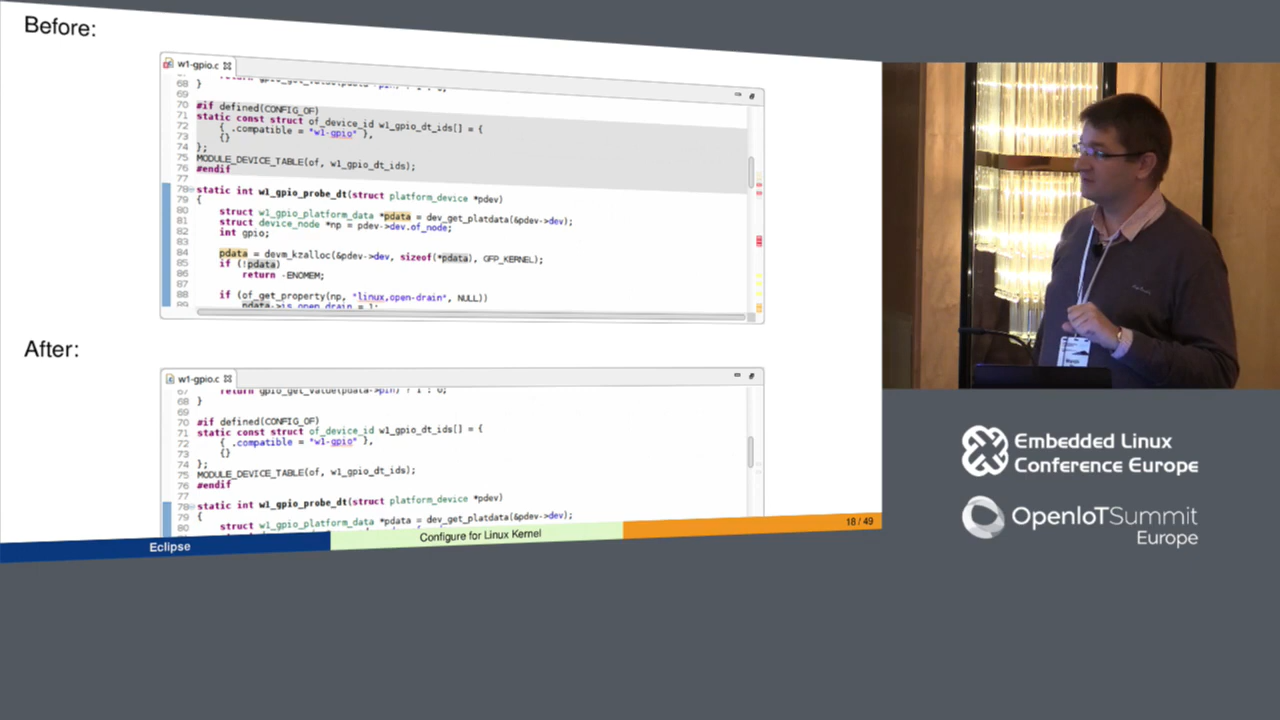 Before:
w1-gpio.c
68 }
69
70 #if defined(CONFIG_OF)
71 static const struct of_device_id w1_gpio_dt_ids[] = {
72 { .compatible = "w1-gpio" },
73 {}
74 };
75 MODULE_DEVICE_TABLE(of, w1_gpio_dt_ids);
76 #endif
77
78 static int w1_gpio_probe_dt(struct platform_device *pdev)
79 {
80 struct w1_gpio_platform_data *pdata = dev_get_platdata(&pdev->dev);
81 struct device_node *np = pdev->dev.of_node;
82 int gpio;
83
84 pdata = devm_kzalloc(&pdev->dev, sizeof(*pdata), GFP_KERNEL);
85 if (!pdata)
86 return -ENOMEM;
87
88 if (of_get_property(np, "linux,open-drain", NULL))
89 pdata->is_open_drain = 1;
After:
w1-gpio.c
67 return gpio_get_value(pdata->pin) ? 1 : 0;
68 }
69
70 #if defined(CONFIG_OF)
71 static const struct of_device_id w1_gpio_dt_ids[] = {
72 { .compatible = "w1-gpio" },
73 {}
74 };
75 MODULE_DEVICE_TABLE(of, w1_gpio_dt_ids);
76 #endif
77
78 static int w1_gpio_probe_dt(struct platform_device *pdev)
79 {
80 struct w1_gpio_platform_data *pdata = dev_get_platdata(&pdev->dev);
Eclipse
Configure for Linux Kernel
18 / 49
Embedded Linux
Conference Europe
OpenIoTSummit
Europe